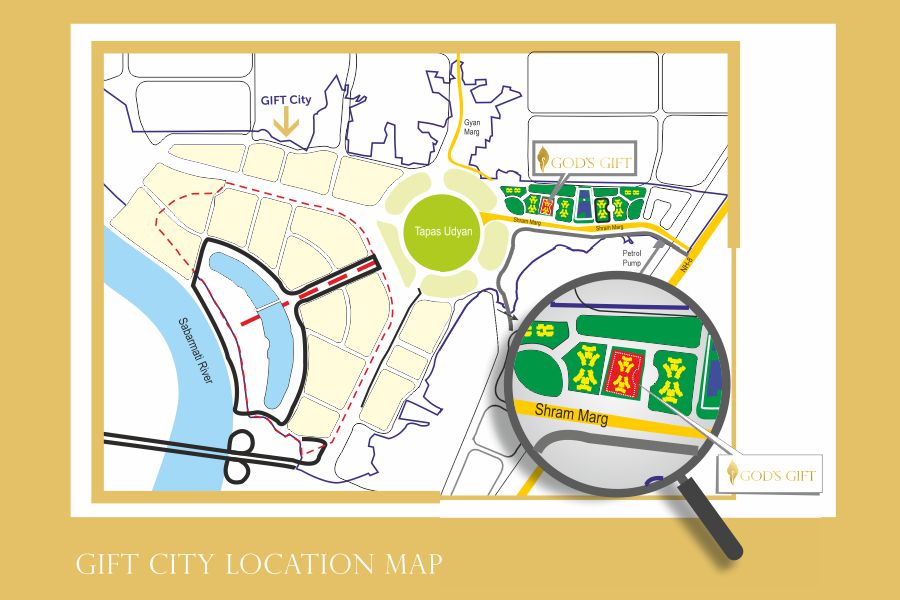 GIFT City
Gyan
Marg
GOD'S GIFT
Tapas Udyan
Shram Marg
Shram Marg
Petrol
Pump
NH-8
Sabarmati River
Shram Marg
GOD'S GIFT
GIFT CITY LOCATION MAP